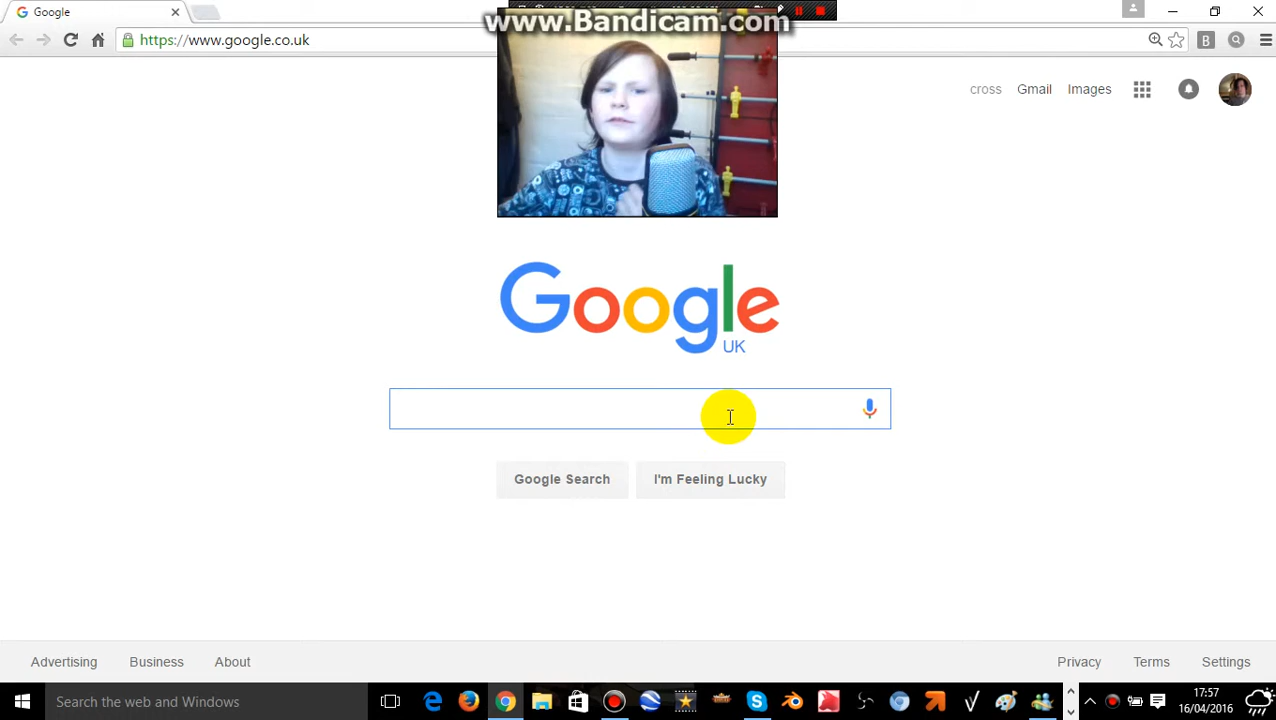 Google
www.Bandicam.com
https://www.google.co.uk
B
cross Gmail Images
Google
UK
Google Search I'm Feeling Lucky
Advertising Business About Privacy Terms Settings
Search the web and Windows
17:57
16/04/2016